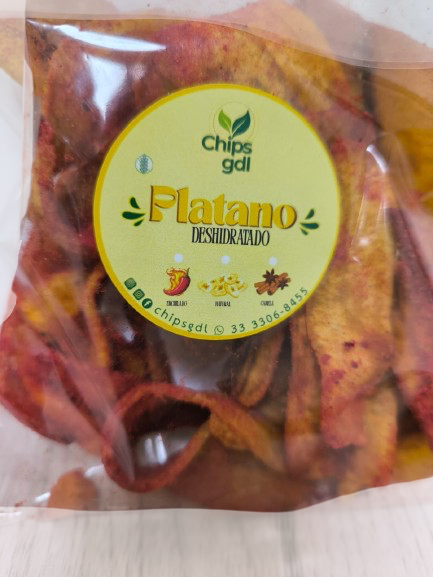 Chips
gdl
Platano
DESHIDRATADO
ENCHILADO NATURAL CANELA
chipsgdl 33 3306-8455